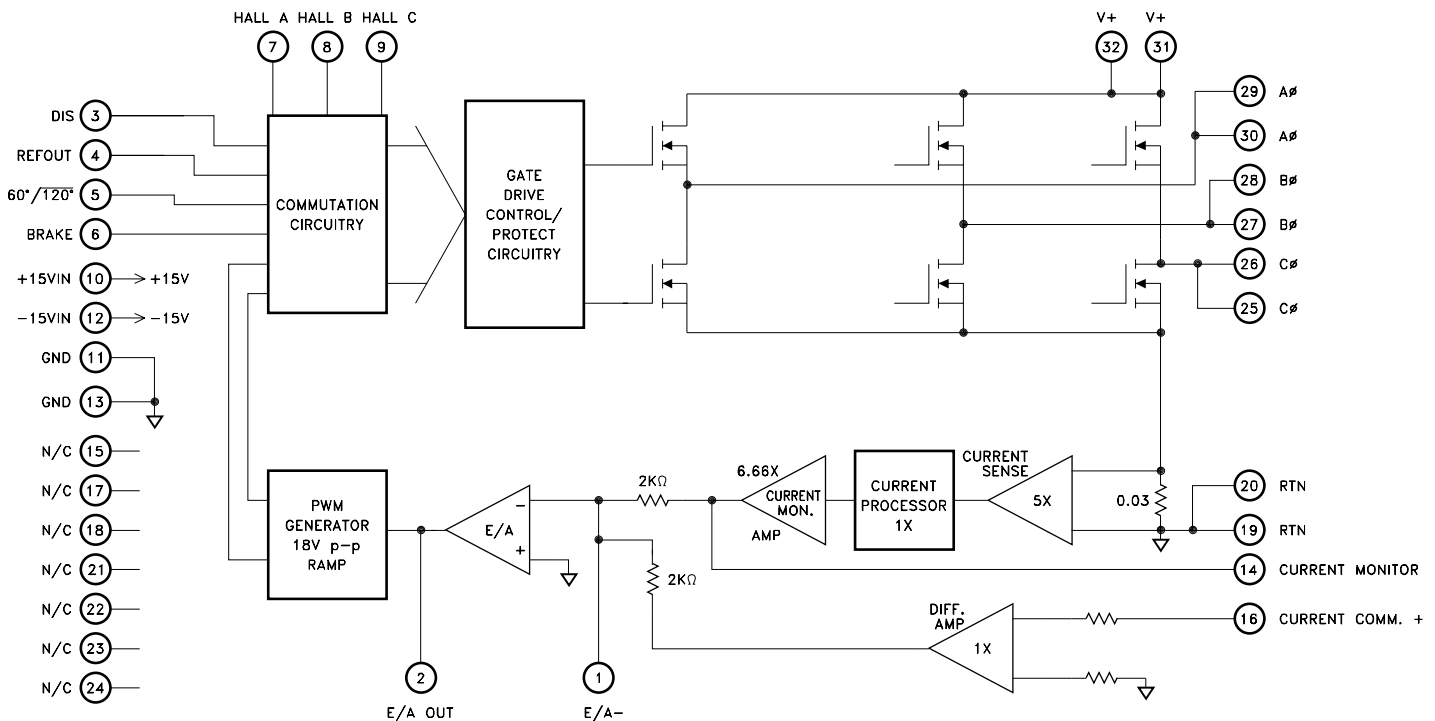 HALL A HALL B HALL C
7 8 9
V+ V+
32 31
DIS 3
REFOUT 4
60°/120° 5
BRAKE 6
+15VIN 10 +15V
-15VIN 12 -15V
GND 11
GND 13
N/C 15
N/C 17
N/C 18
N/C 21
N/C 22
N/C 23
N/C 24
COMMUTATION
CIRCUITRY
GATE
DRIVE
CONTROL/
PROTECT
CIRCUITRY
29 AØ
30 AØ
28 BØ
27 BØ
26 CØ
25 CØ
PWM
GENERATOR
18V p-p
RAMP
E/A
-
+
2KΩ
2KΩ
6.66X
CURRENT
MON.
AMP
CURRENT
PROCESSOR
1X
CURRENT
SENSE
5X
0.03
20 RTN
19 RTN
14 CURRENT MONITOR
16 CURRENT COMM. +
DIFF.
AMP
1X
2
E/A OUT
1
E/A-